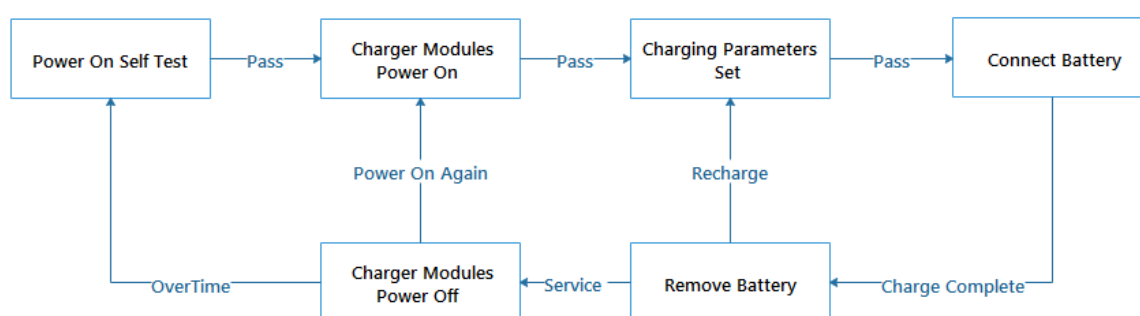 Power On Self Test
Pass
Charger Modules
Power On
Pass
Charging Parameters
Set
Pass
Connect Battery
Power On Again
Recharge
OverTime
Charger Modules
Power Off
Service
Remove Battery
Charge Complete